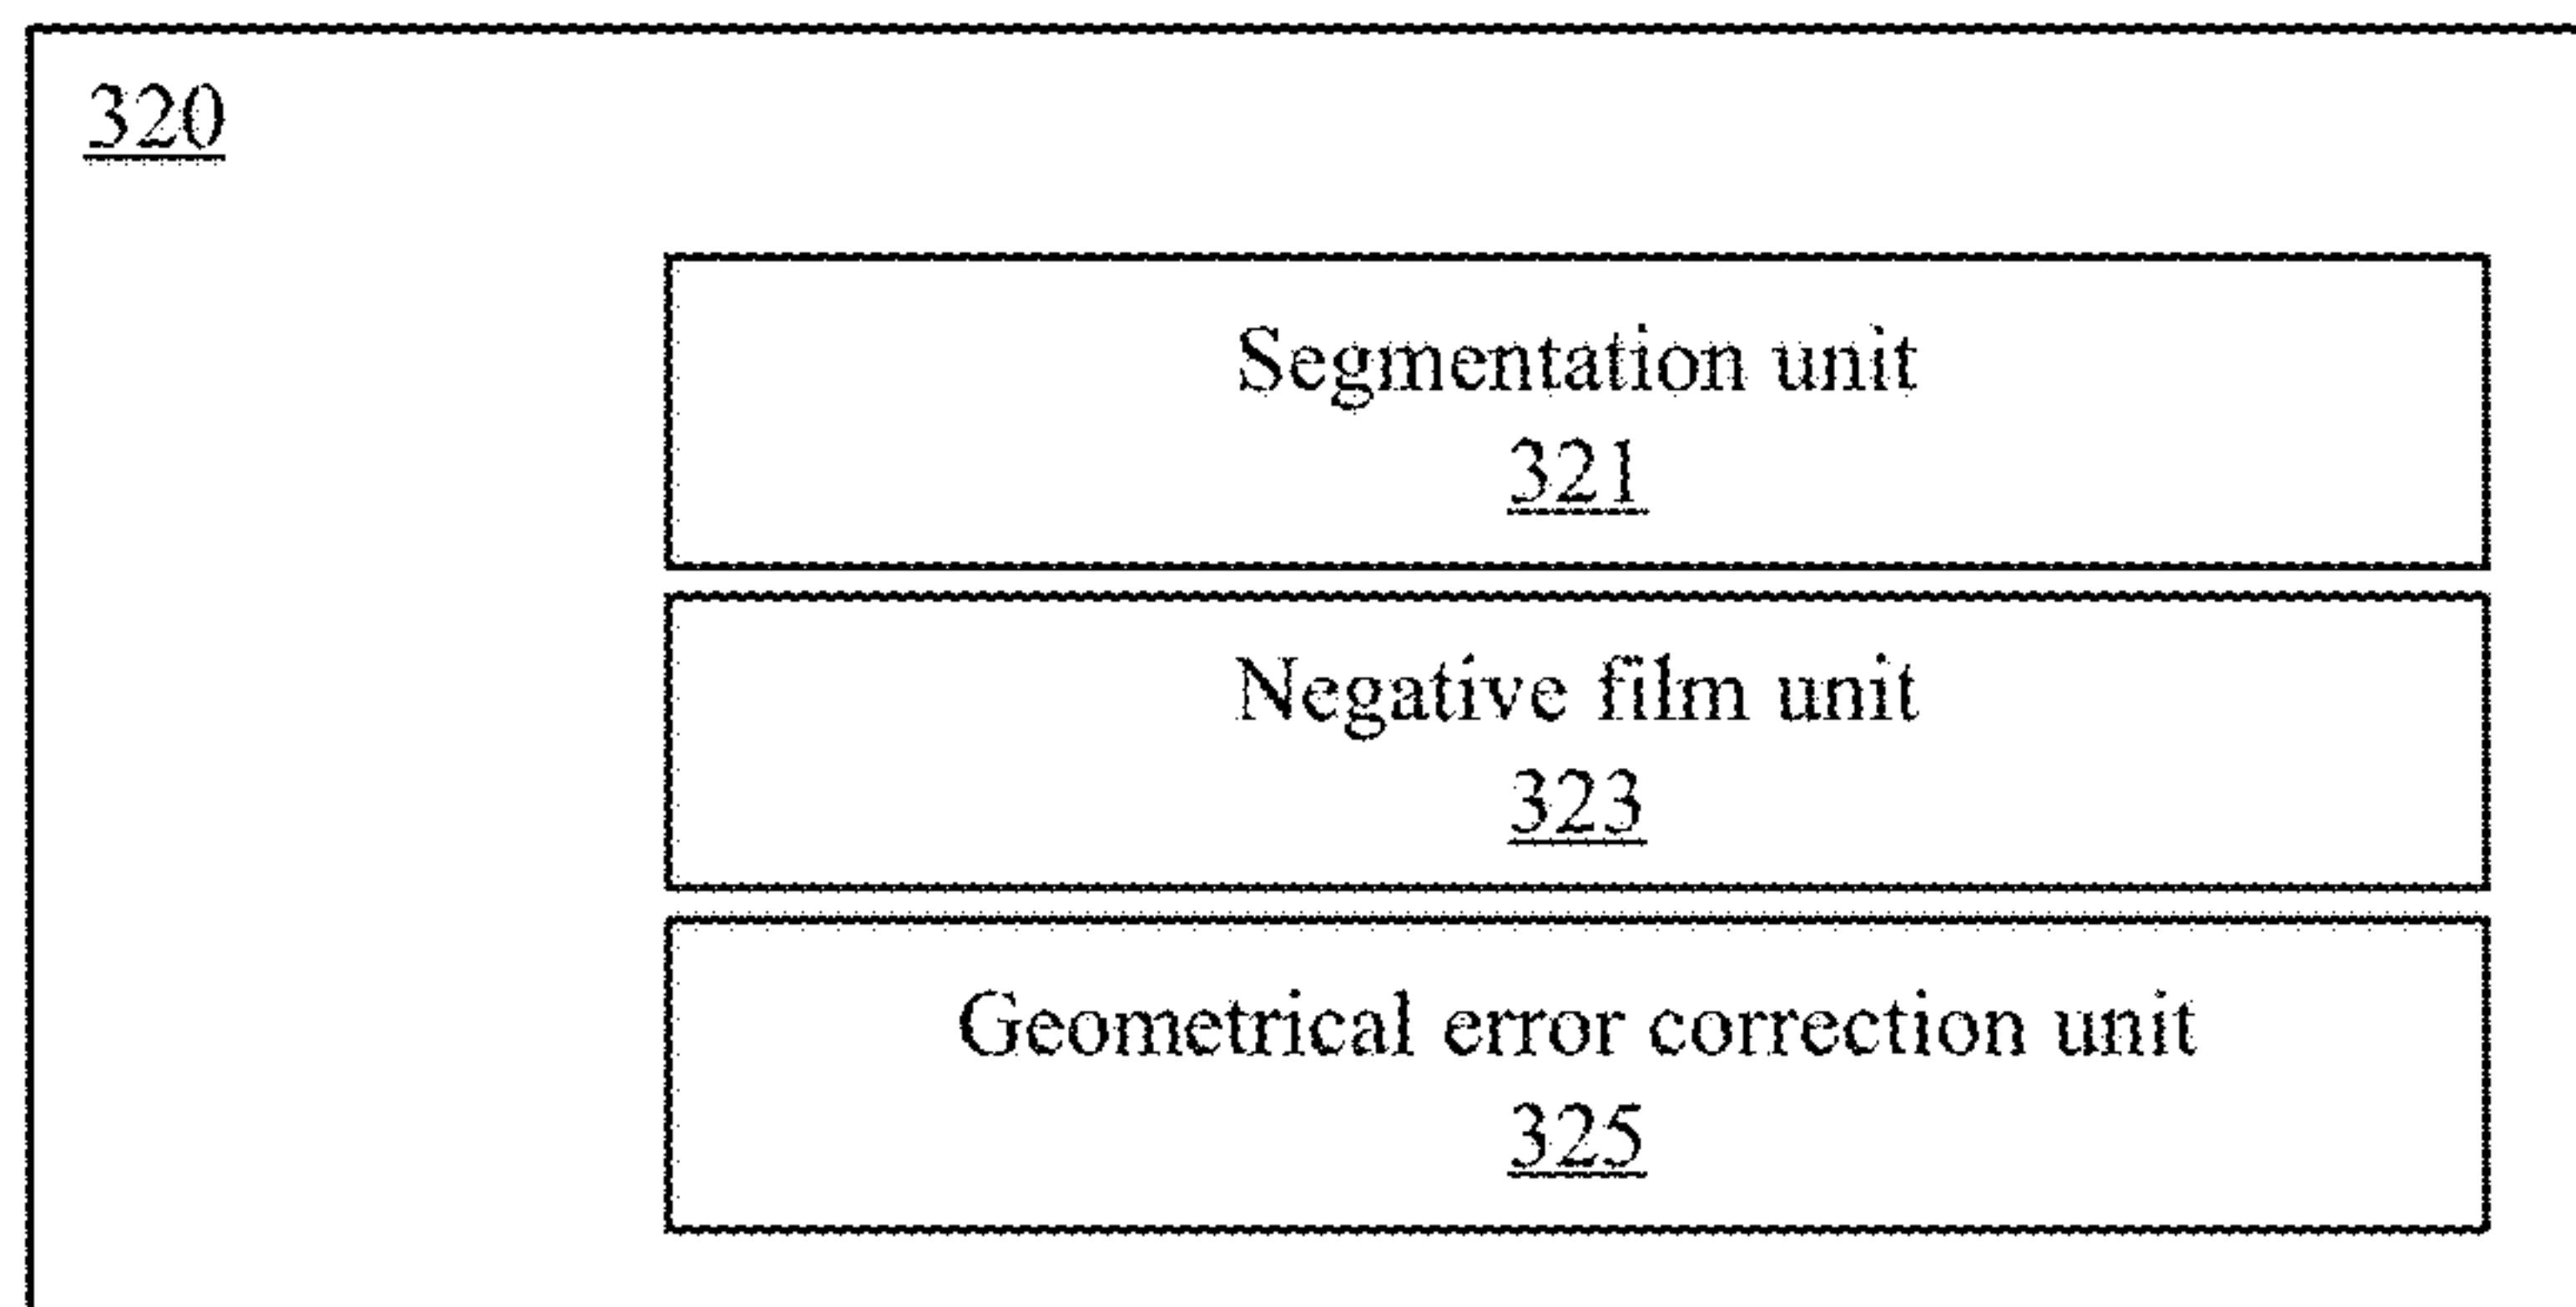 320
Segmentation unit
321
Negative film unit
323
Geometrical error correction unit
325